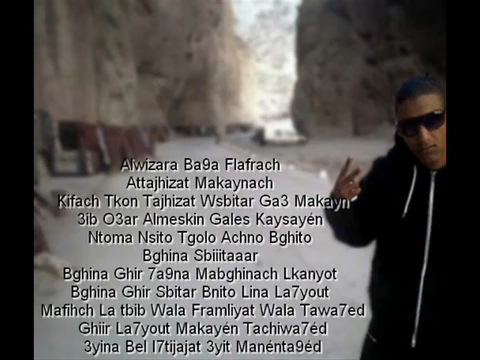 Alwizara Ba9a Flafrach
Attajhizat Makaynach
Kifach Tkon Tajhizat Wsbitar Ga3 Makayn
3ib O3ar Almeskin Gales Kaysayén
Ntoma Nsito Tgolo Achno Bghito
Bghina Sbiiitaaar
Bghina Ghir 7a9na Mabghinach Lkanyot
Bghina Ghir Sbitar Bnito Lina La7yout
Mafihch La tbib Wala Framliyat Wala Tawa7ed
Ghiir La7yout Makayén Tachiwa7éd
3yina Bel I7tijajat 3yit Manénta9éd